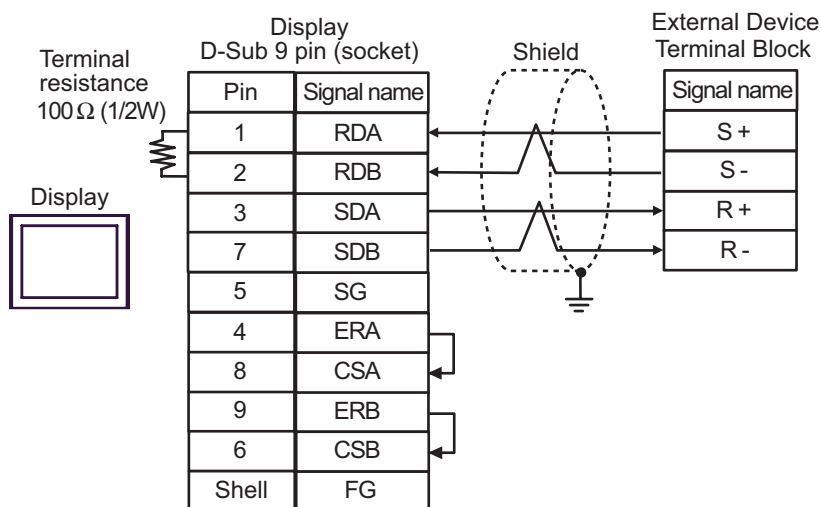 Display
D-Sub 9 pin (socket)
Shield
External Device
Terminal Block
Terminal
resistance
100Ω (1/2W)
Pin Signal name
Signal name
1 RDA
S +
2 RDB
S -
3 SDA
R +
7 SDB
R -
Display
5 SG
4 ERA
8 CSA
9 ERB
6 CSB
Shell FG